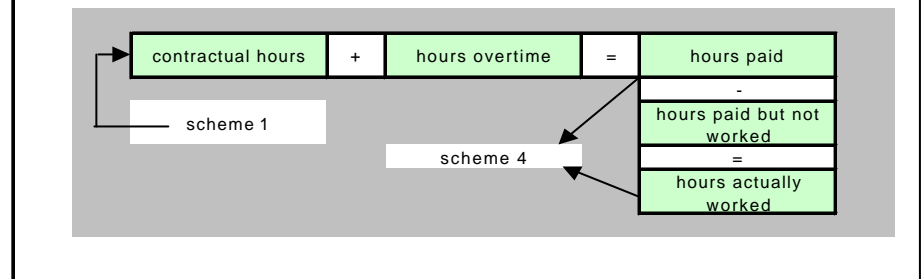 contractual hours + hours overtime = hours paid
-
scheme 1
hours paid but not
worked
scheme 4
=
hours actually
worked